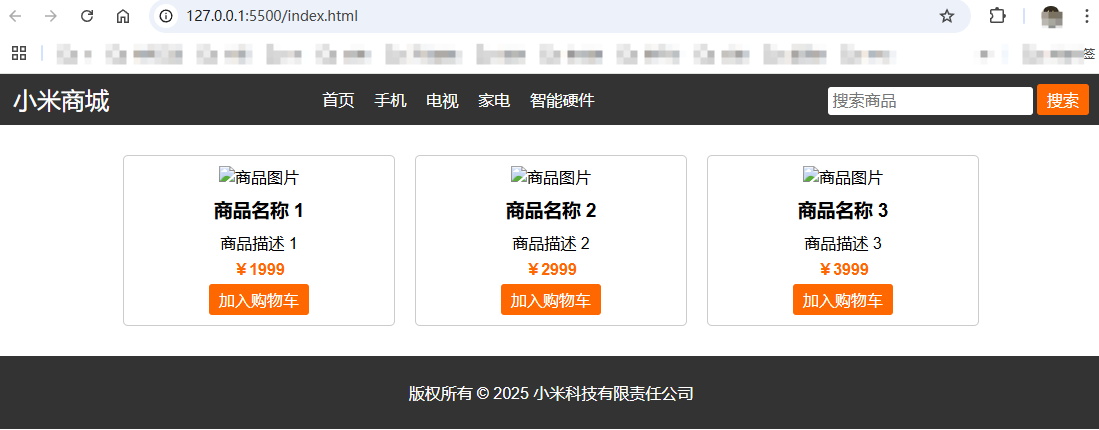 127.0.0.1:5500/index.html
签
小米商城 首页 手机 电视 家电 智能硬件 搜索商品 搜索
商品图片 商品图片 商品图片
商品名称 1 商品名称 2 商品名称 3
商品描述 1 商品描述 2 商品描述 3
¥1999 ¥2999 ¥3999
加入购物车 加入购物车 加入购物车
版权所有 © 2025 小米科技有限责任公司